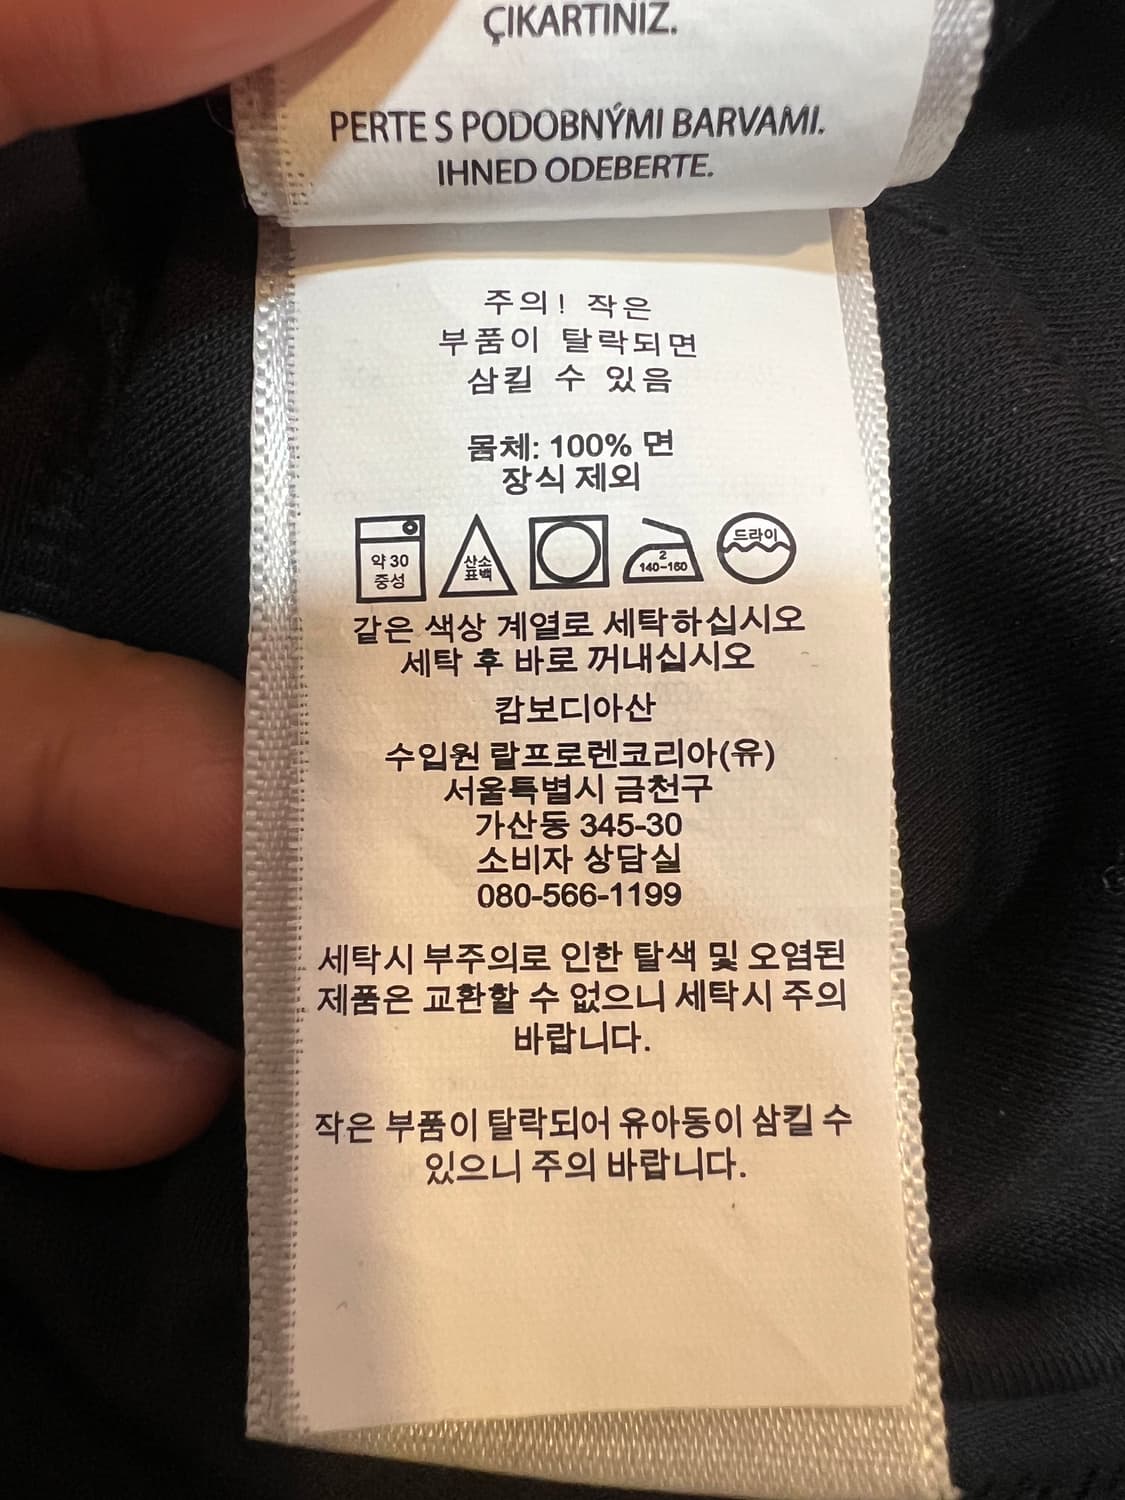 ÇIKARTINIZ.
PERTE S PODOBNÝMI BARVAMI.
IHNED ODEBERTE.
주의! 작은
부품이 탈락되면
삼킬 수 있음
몸체: 100% 면
장식 제외
약 30
중성
산소
표백
2
140-160
드라이
같은 색상 계열로 세탁하십시오
세탁 후 바로 꺼내십시오
캄보디아산
수입원 랄프로렌코리아(유)
서울특별시 금천구
가산동 345-30
소비자 상담실
080-566-1199
세탁시 부주의로 인한 탈색 및 오염된
제품은 교환할 수 없으니 세탁시 주의
바랍니다.
작은 부품이 탈락되어 유아동이 삼킬 수
있으니 주의 바랍니다.